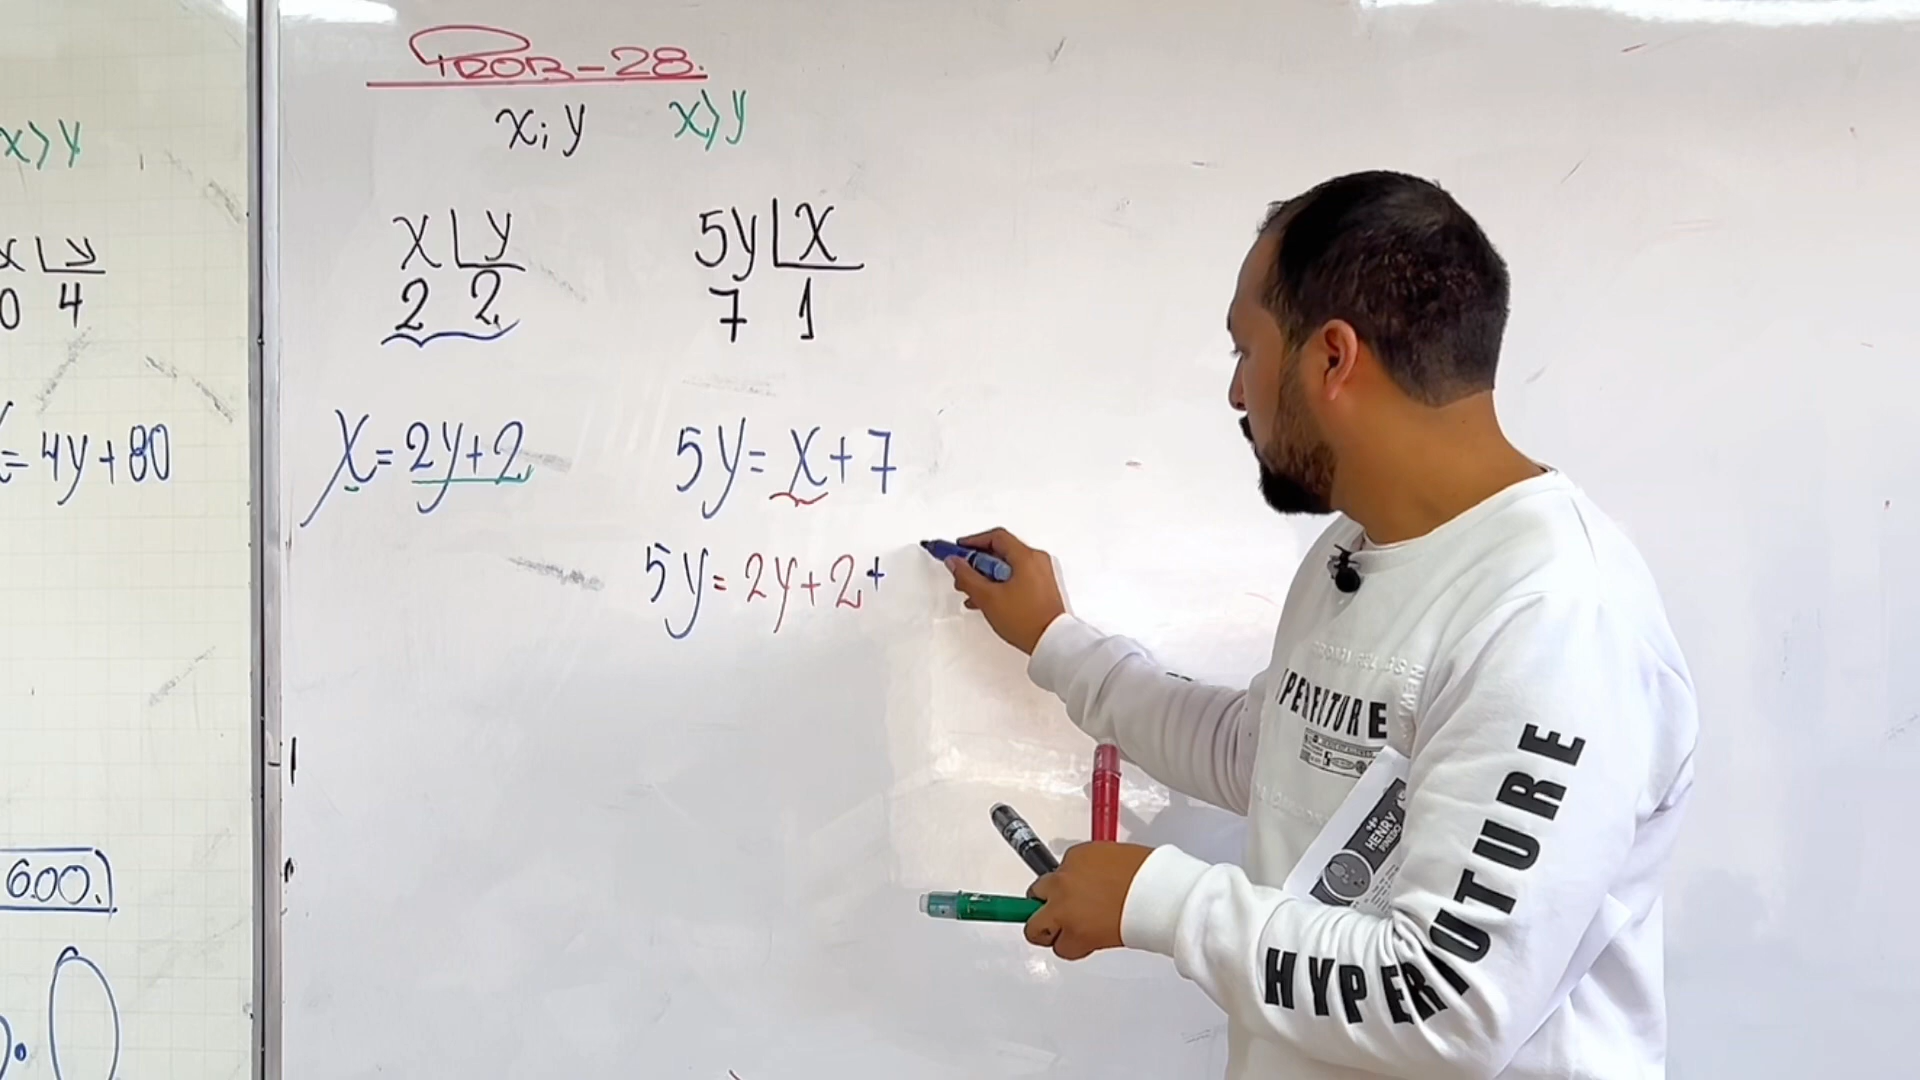 PROB-28.
x; y x>y
x>y
x | y 5y | x
2 2 7 1
x | y
0 4
x = 2y+2 5y = x+7
= 4y+80
5y = 2y+2+
600.
HYPERFUTURE
HENRY